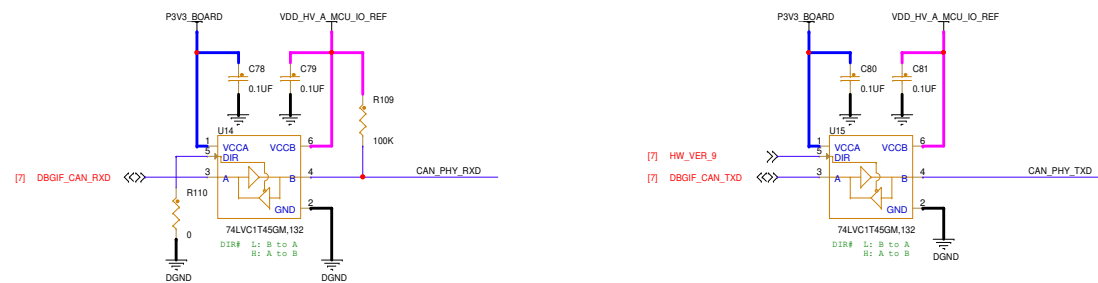 P3V3_BOARD
VDD_HV_A_MCU_IO_REF
C78
0.1UF
C79
0.1UF
R109
100K
U14
1
VCCA
VCCB
6
5
DIR
[7] DBGIF_CAN_RXD
3
A
B
4
CAN_PHY_RXD
R110
0
GND
2
74LVC1T45GM,132
DIR# L: B to A
H: A to B
DGND
DGND
P3V3_BOARD
VDD_HV_A_MCU_IO_REF
C80
0.1UF
C81
0.1UF
U15
1
VCCA
VCCB
6
[7] HW_VER_9
5
DIR
[7] DBGIF_CAN_TXD
3
A
B
4
CAN_PHY_TXD
GND
2
74LVC1T45GM,132
DIR# L: B to A
H: A to B
DGND